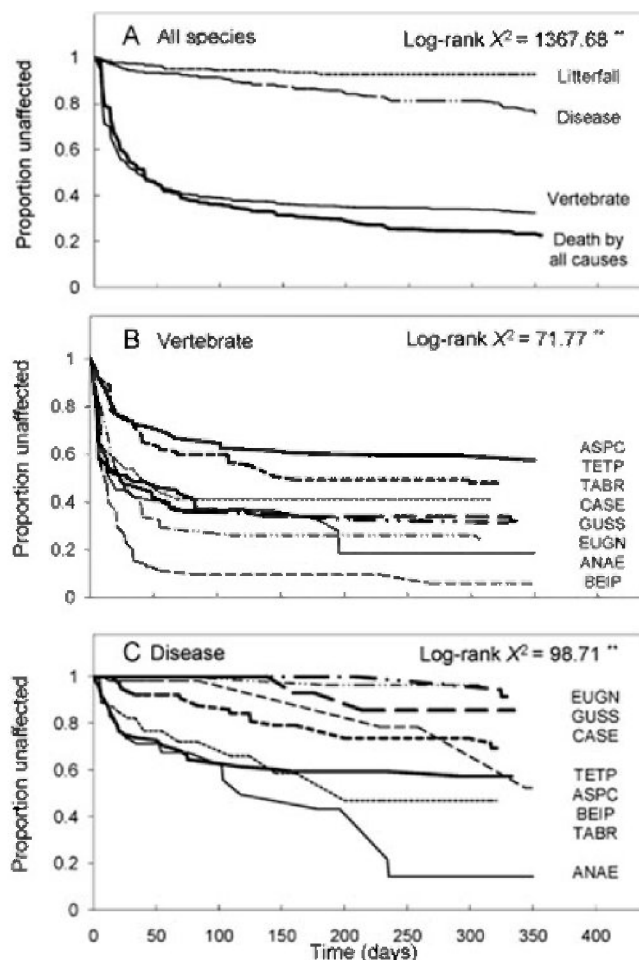 A All species Log-rank X² = 1367.68 **
Litterfall
Disease
Vertebrate
Death by
all causes
Proportion unaffected
1
0.8
0.6
0.4
0.2
0
B Vertebrate Log-rank X² = 71.77 **
ASPC
TETP
TABR
CASE
GUSS
EUGN
ANAE
BEIP
Proportion unaffected
1
0.8
0.6
0.4
0.2
0
C Disease Log-rank X² = 98.71 **
EUGN
GUSS
CASE
TETP
ASPC
BEIP
TABR
ANAE
Proportion unaffected
1
0.8
0.6
0.4
0.2
0
0 50 100 150 200 250 300 350 400
Time (days)